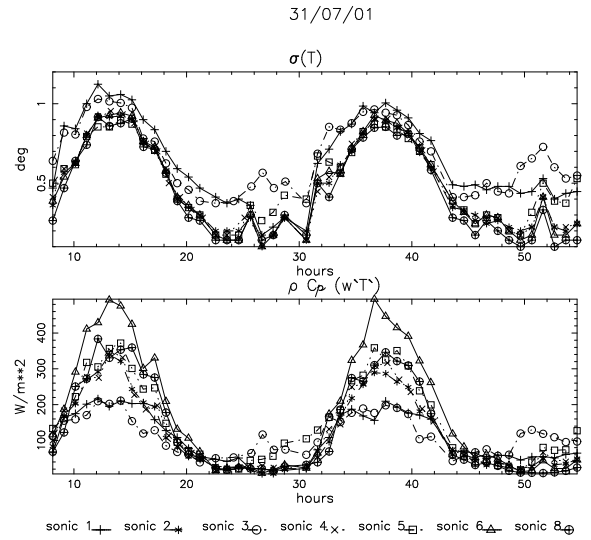 31/07/01
σ(T)
deg
1
0.5
10 20 30 40 50
hours
ρ Cp (w`T`)
W/m**2
400
300
200
100
10 20 30 40 50
hours
sonic 1 sonic 2 sonic 3 sonic 4 sonic 5 sonic 6 sonic 8